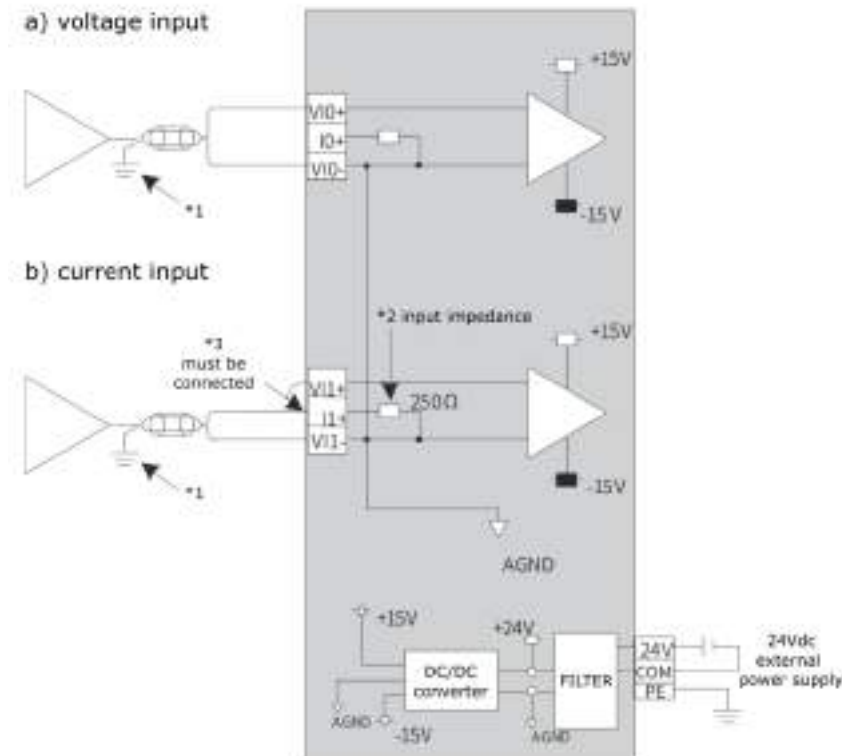 a) voltage input
+15V
VI0+
I0+
VI0-
*1
-15V
b) current input
*2 input impedance
+15V
*3
must be
connected
VI1+
250Ω
I1+
VI1-
*1
-15V
AGND
+15V
+24V
24V
24Vdc
external
power supply
DC/DC
converter
FILTER
COM
PE
AGND
-15V
AGND